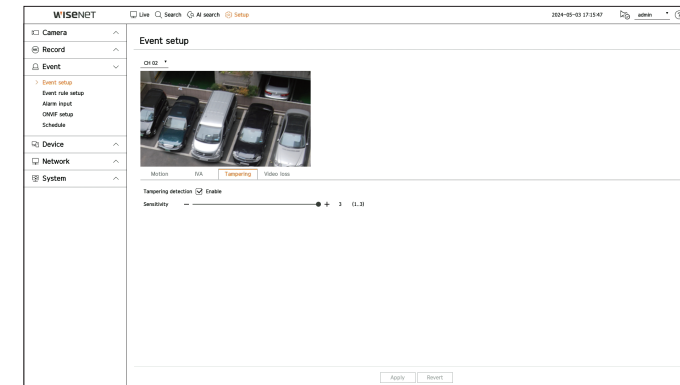 WISENET
Live Search AI search Setup 2024-05-03 17:15:47 admin ?
Camera
Record
Event
> Event setup
Event rule setup
Alarm input
ONVIF setup
Schedule
Device
Network
System
Event setup
CH 02
Motion IVA Tampering Video loss
Tampering detection Enable
Sensitivity − + 3 (1..3)
Apply Revert